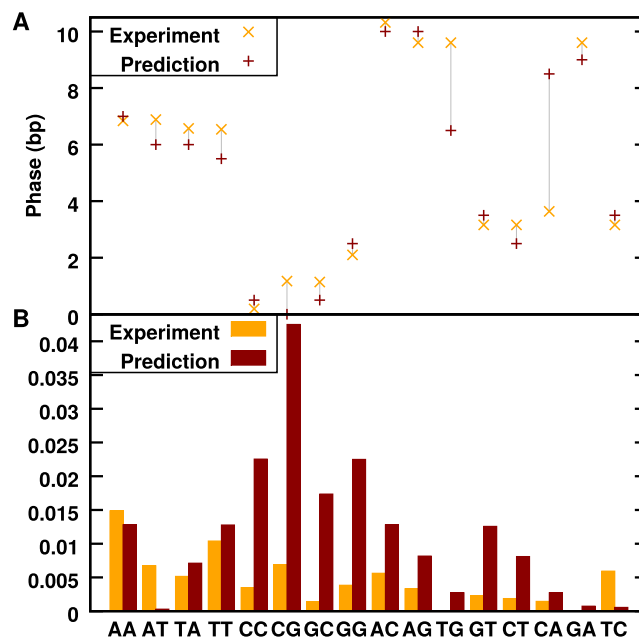 A
Experiment
Prediction
Phase (bp)
10
8
6
4
2
0
B
Experiment
Prediction
0.04
0.035
0.03
0.025
0.02
0.015
0.01
0.005
0
AA AT TA TT CC CG GC GG AC AG TG GT CT CA GA TC